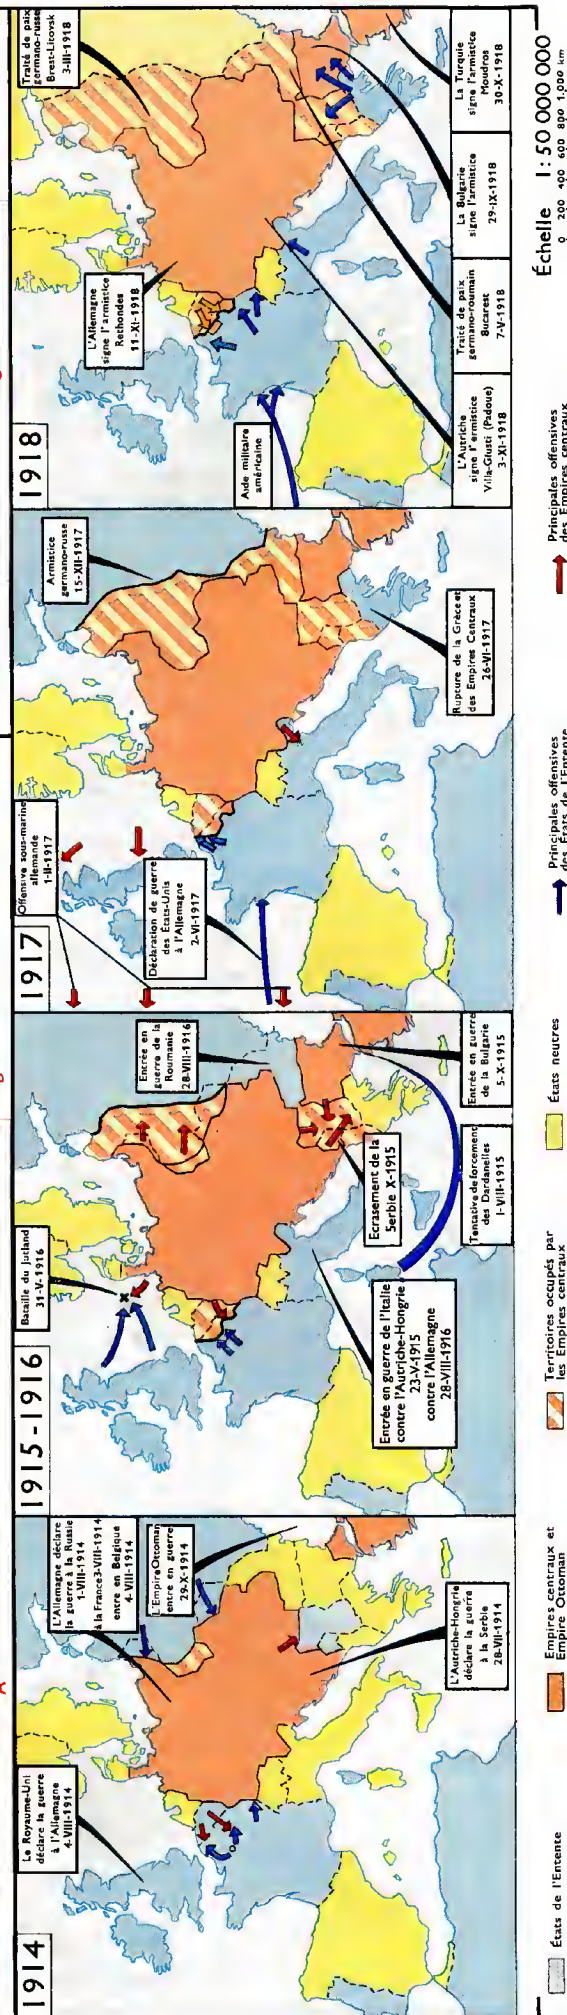 1914
Le Royaume-Uni
déclare la guerre
à l'Allemagne
4-VIII-1914
L'Allemagne déclare
la guerre à la Russie
1-VIII-1914
à la France 3-VIII-1914
entre en Belgique
4-VIII-1914
L'Empire Ottoman
entre en guerre
29-X-1914
L'Autriche-Hongrie
déclare la guerre
à la Serbie
28-VII-1914
A
1915-1916
Bataille du Jutland
31-V-1916
Entrée en
guerre de la
Roumanie
28-VIII-1916
Ecrasement de la
Serbie X-1915
Entrée en guerre de l'Italie
contre l'Autriche-Hongrie
23-V-1915
contre l'Allemagne
28-VIII-1916
Tentative de forcement
des Dardanelles
1-VIII-1915
Entrée en guerre
de la Bulgarie
5-X-1915
1917
Offensive sous-marine
allemande
1-II-1917
Déclaration de guerre
des États-Unis
à l'Allemagne
2-VI-1917
Armistice
germano-russe
15-XII-1917
Rupture de la Grèce et
des Empires Centraux
26-VI-1917
1918
L'Allemagne
signe l'armistice
Rethondes
11-XI-1918
Traité de paix
germano-russe
Brest-Litovsk
3-III-1918
Aide militaire
américaine
L'Autriche
signe l'armistice
Villa-Giusti (Padoue)
3-XI-1918
Traité de paix
germano-roumain
Bucarest
7-V-1918
La Bulgarie
signe l'armistice
29-IX-1918
La Turquie
signe l'armistice
Moudros
30-X-1918
Échelle 1:50 000 000
0 200 400 600 800 1.000 km
États de l'Entente
Empires centraux et
Empire Ottoman
Territoires occupés par
les Empires centraux
États neutres
Principales offensives
des États de l'Entente
Principales offensives
des Empires centraux